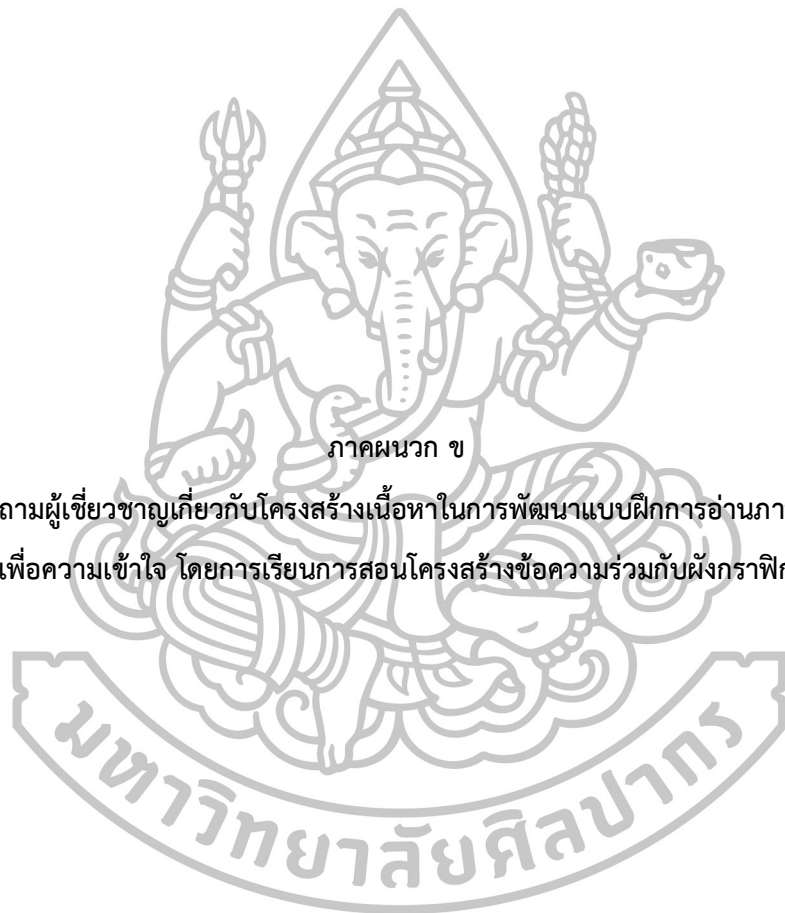 ภาคผนวก ข
ถามผู้เชี่ยวชาญเกี่ยวกับโครงสร้างเนื้อหาในการพัฒนาแบบฝึกการอ่านภา
เพื่อความเข้าใจ โดยการเรียนการสอนโครงสร้างข้อความร่วมกับผังกราฟิก
มหาวิทยาลัยศิลปากร